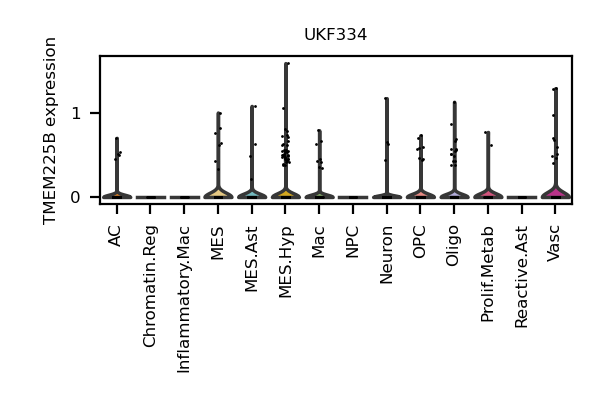 UKF334
TMEM225B expression
1
0
AC
Chromatin.Reg
Inflammatory.Mac
MES
MES.Ast
MES.Hyp
Mac
NPC
Neuron
OPC
Oligo
Prolif.Metab
Reactive.Ast
Vasc